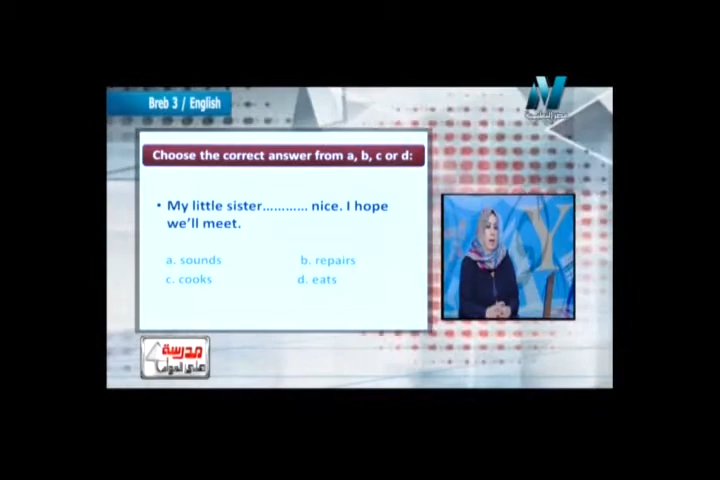 Breb 3 / English
Choose the correct answer from a, b, c or d:
• My little sister............ nice. I hope
we'll meet.
a. sounds
b. repairs
c. cooks
d. eats
مدرسة
على الهواء